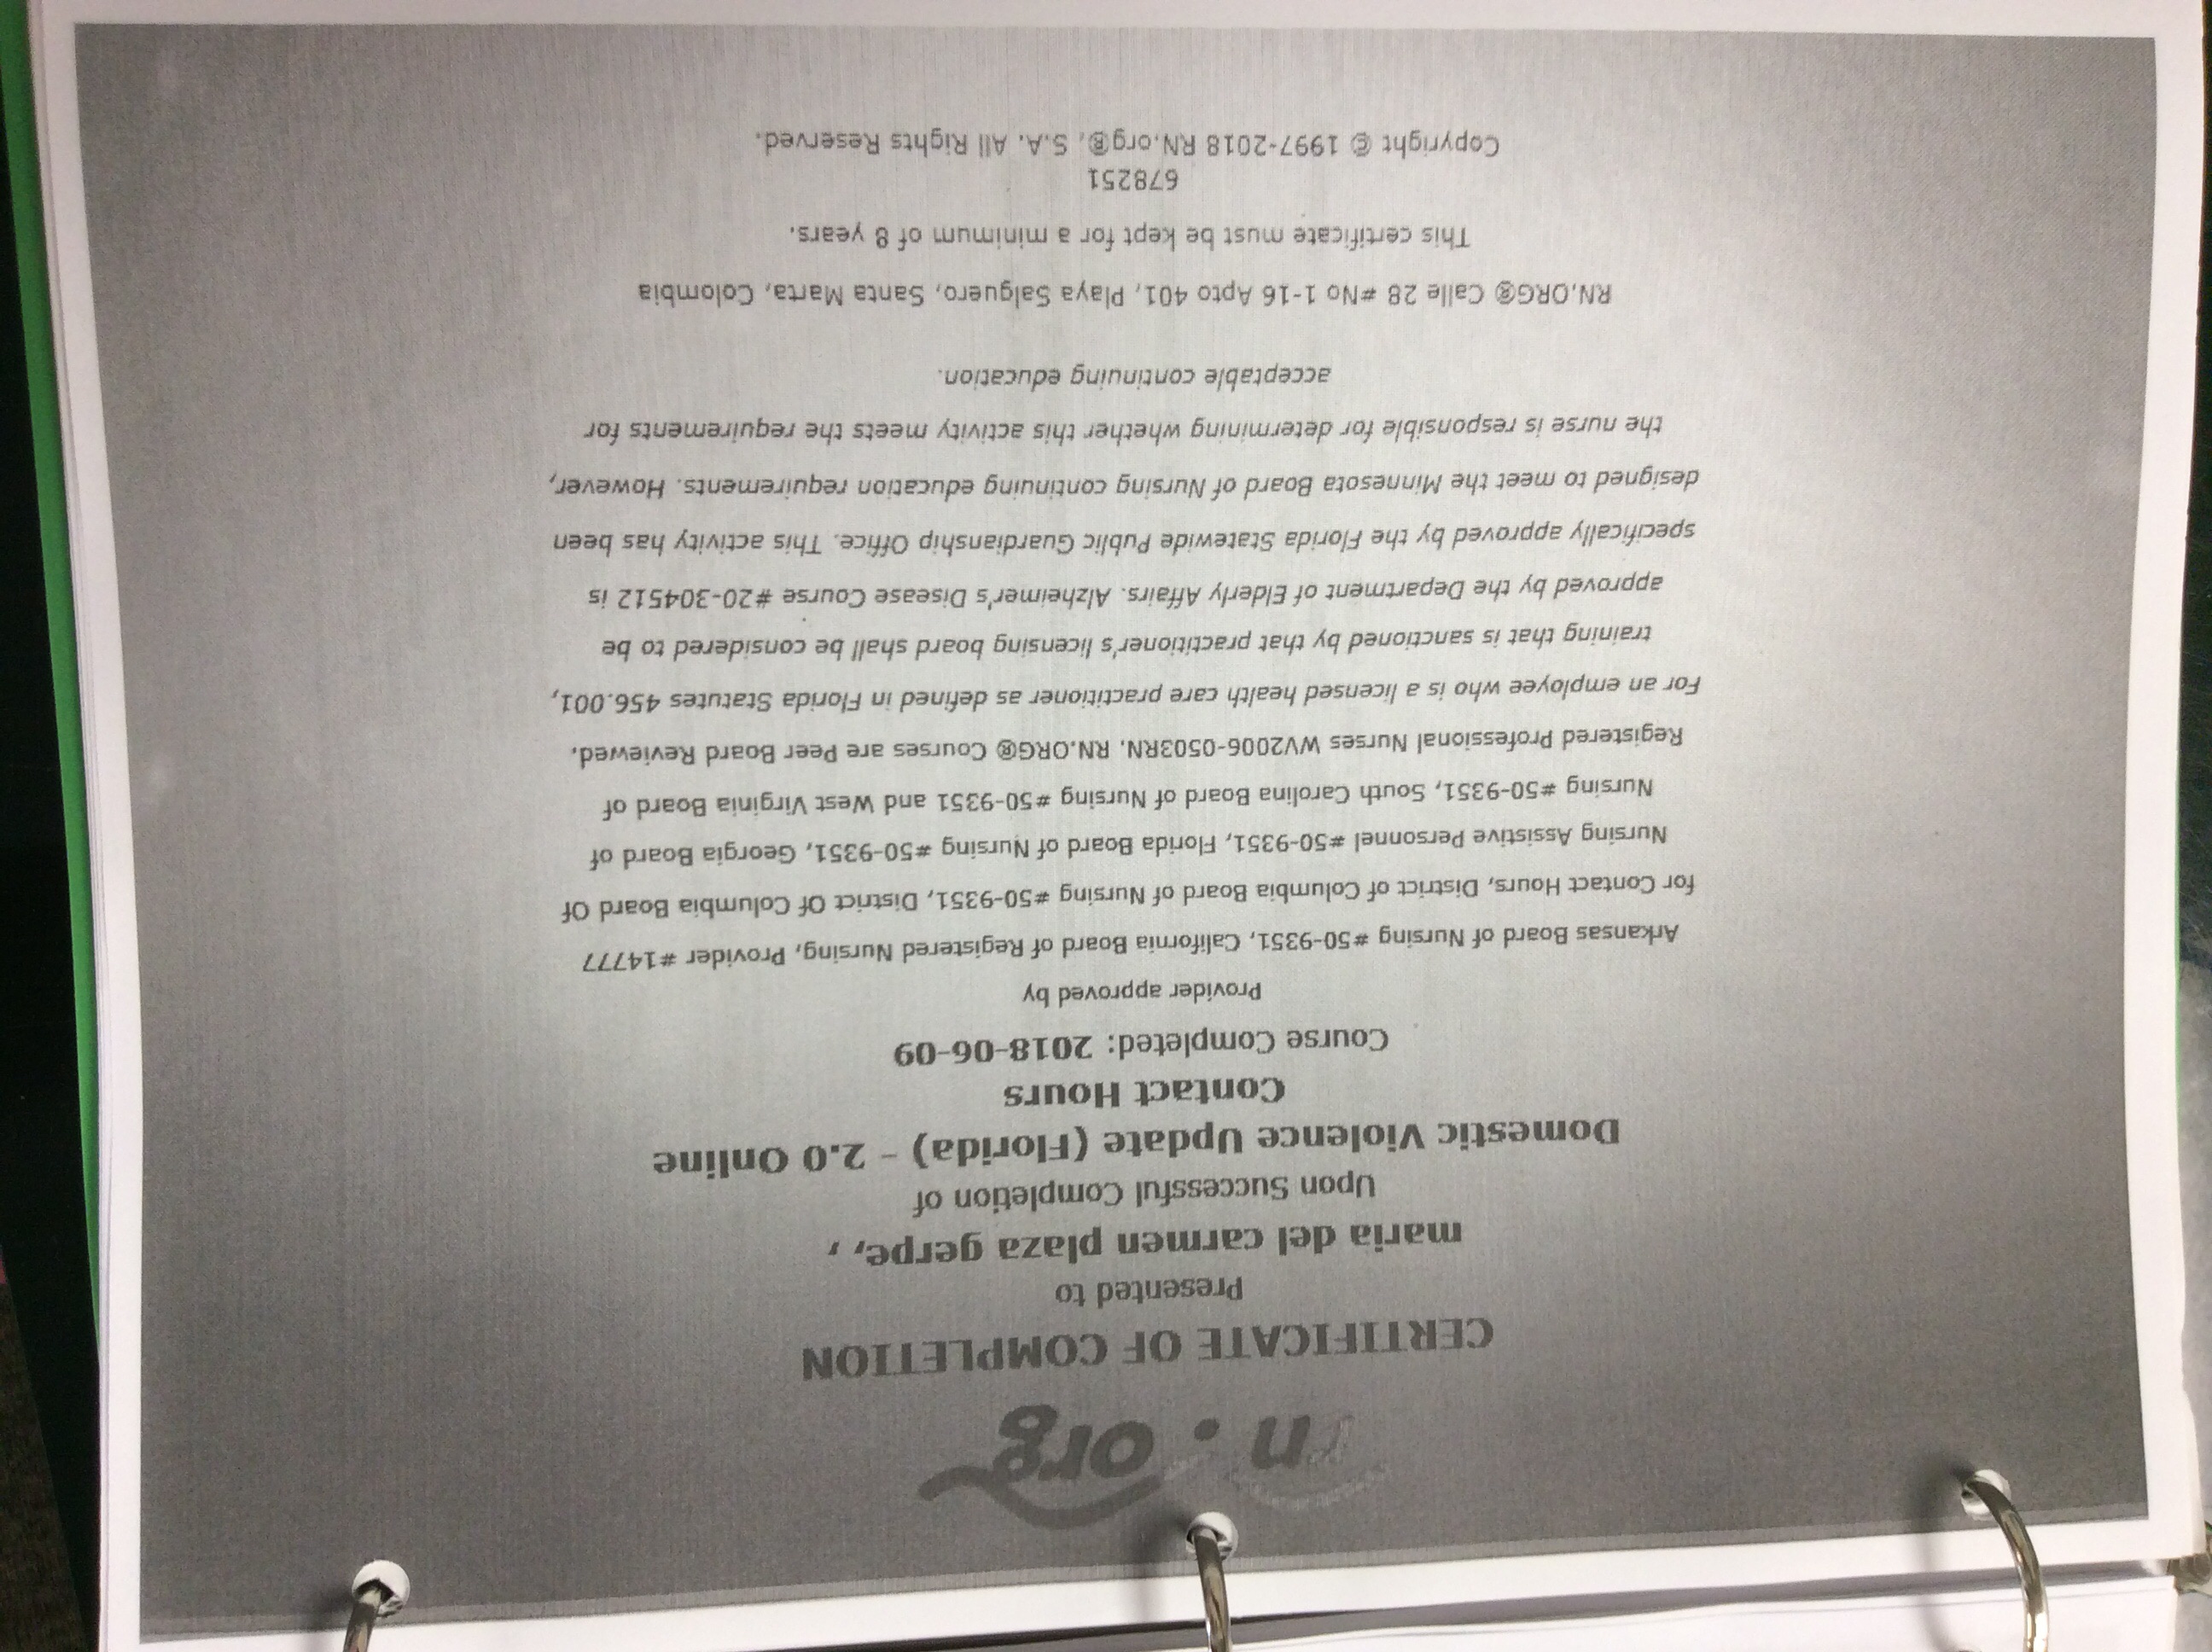 rn.org
CERTIFICATE OF COMPLETION
Presented to
maria del carmen plaza gerpe, ,
Upon Successful Completion of
Domestic Violence Update (Florida) - 2.0 Online
Contact Hours
Course Completed: 2018-06-09
Provider approved by
Arkansas Board of Nursing #50-9351, California Board of Registered Nursing, Provider #14777
for Contact Hours, District of Columbia Board of Nursing #50-9351, District Of Columbia Board Of
Nursing Assistive Personnel #50-9351, Florida Board of Nursing #50-9351, Georgia Board of
Nursing #50-9351, South Carolina Board of Nursing #50-9351 and West Virginia Board of
Registered Professional Nurses WV2006-0503RN. RN.ORG® Courses are Peer Board Reviewed.
For an employee who is a licensed health care practitioner as defined in Florida Statutes 456.001,
training that is sanctioned by that practitioner's licensing board shall be considered to be
approved by the Department of Elderly Affairs. Alzheimer's Disease Course #20-304512 is
specifically approved by the Florida Statewide Public Guardianship Office. This activity has been
designed to meet the Minnesota Board of Nursing continuing education requirements. However,
the nurse is responsible for determining whether this activity meets the requirements for
acceptable continuing education.
RN.ORG® Calle 28 #No 1-16 Apto 401, Playa Salguero, Santa Marta, Colombia
This certificate must be kept for a minimum of 8 years.
678251
Copyright © 1997-2018 RN.org®, S.A. All Rights Reserved.